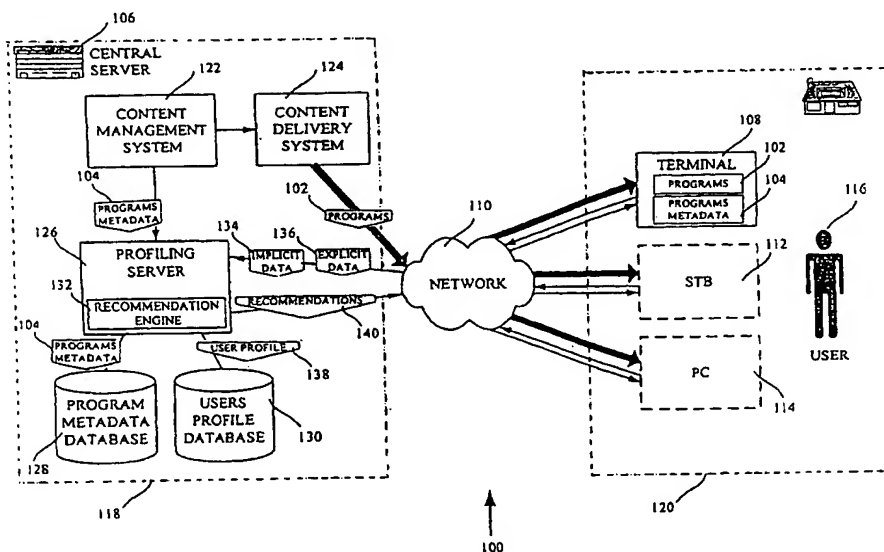 106
CENTRAL
SERVER
122
124
CONTENT
MANAGEMENT
SYSTEM
CONTENT
DELIVERY
SYSTEM
104
PROGRAMS
METADATA
102
PROGRAMS
126
PROFILING
SERVER
132
RECOMMENDATION
ENGINE
134
IMPLICIT
DATA
136
EXPLICIT
DATA
RECOMMENDATIONS
140
104
PROGRAMS
METADATA
USER PROFILE
138
PROGRAM
METADATA
DATABASE
128
USERS
PROFILE
DATABASE
130
118
110
NETWORK
100
108
TERMINAL
102
PROGRAMS
104
PROGRAMS
METADATA
116
112
STB
USER
PC
114
120